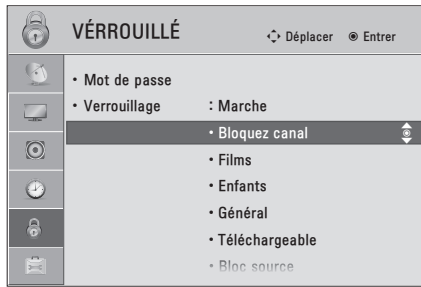 VÉRROUILLÉ Déplacer Entrer
• Mot de passe
• Verrouillage : Marche
• Bloquez canal
• Films
• Enfants
• Général
• Téléchargeable
• Bloc source